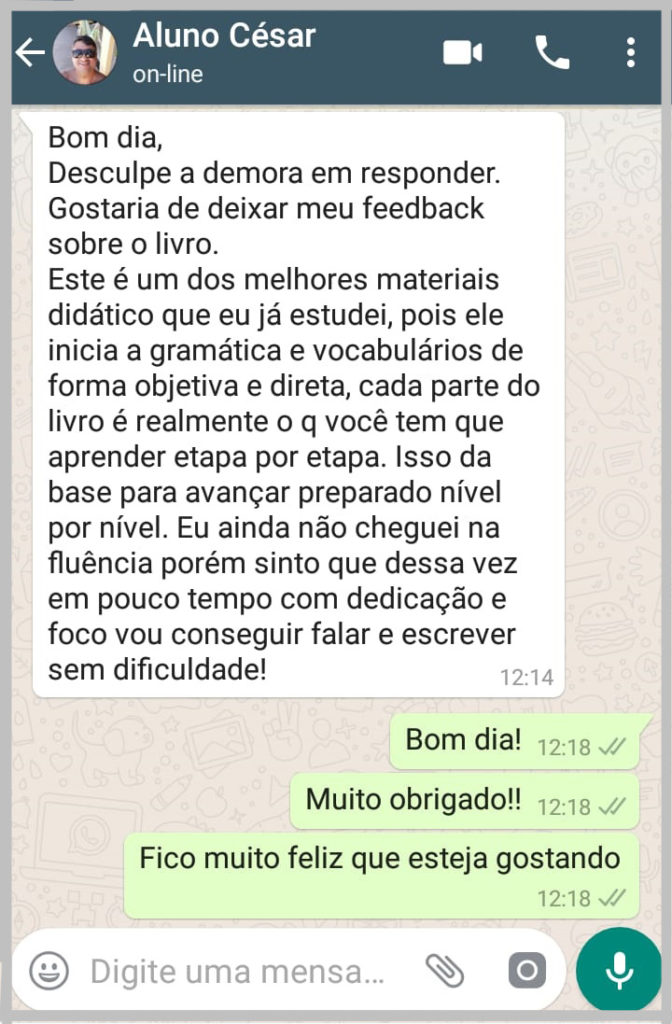 Aluno César
on-line
Bom dia,
Desculpe a demora em responder.
Gostaria de deixar meu feedback
sobre o livro.
Este é um dos melhores materiais
didático que eu já estudei, pois ele
inicia a gramática e vocabulários de
forma objetiva e direta, cada parte do
livro é realmente o q você tem que
aprender etapa por etapa. Isso da
base para avançar preparado nível
por nível. Eu ainda não cheguei na
fluência porém sinto que dessa vez
em pouco tempo com dedicação e
foco vou conseguir falar e escrever
sem dificuldade!
12:14
Bom dia! 12:18
Muito obrigado!! 12:18
Fico muito feliz que esteja gostando
12:18
Digite uma mensa...